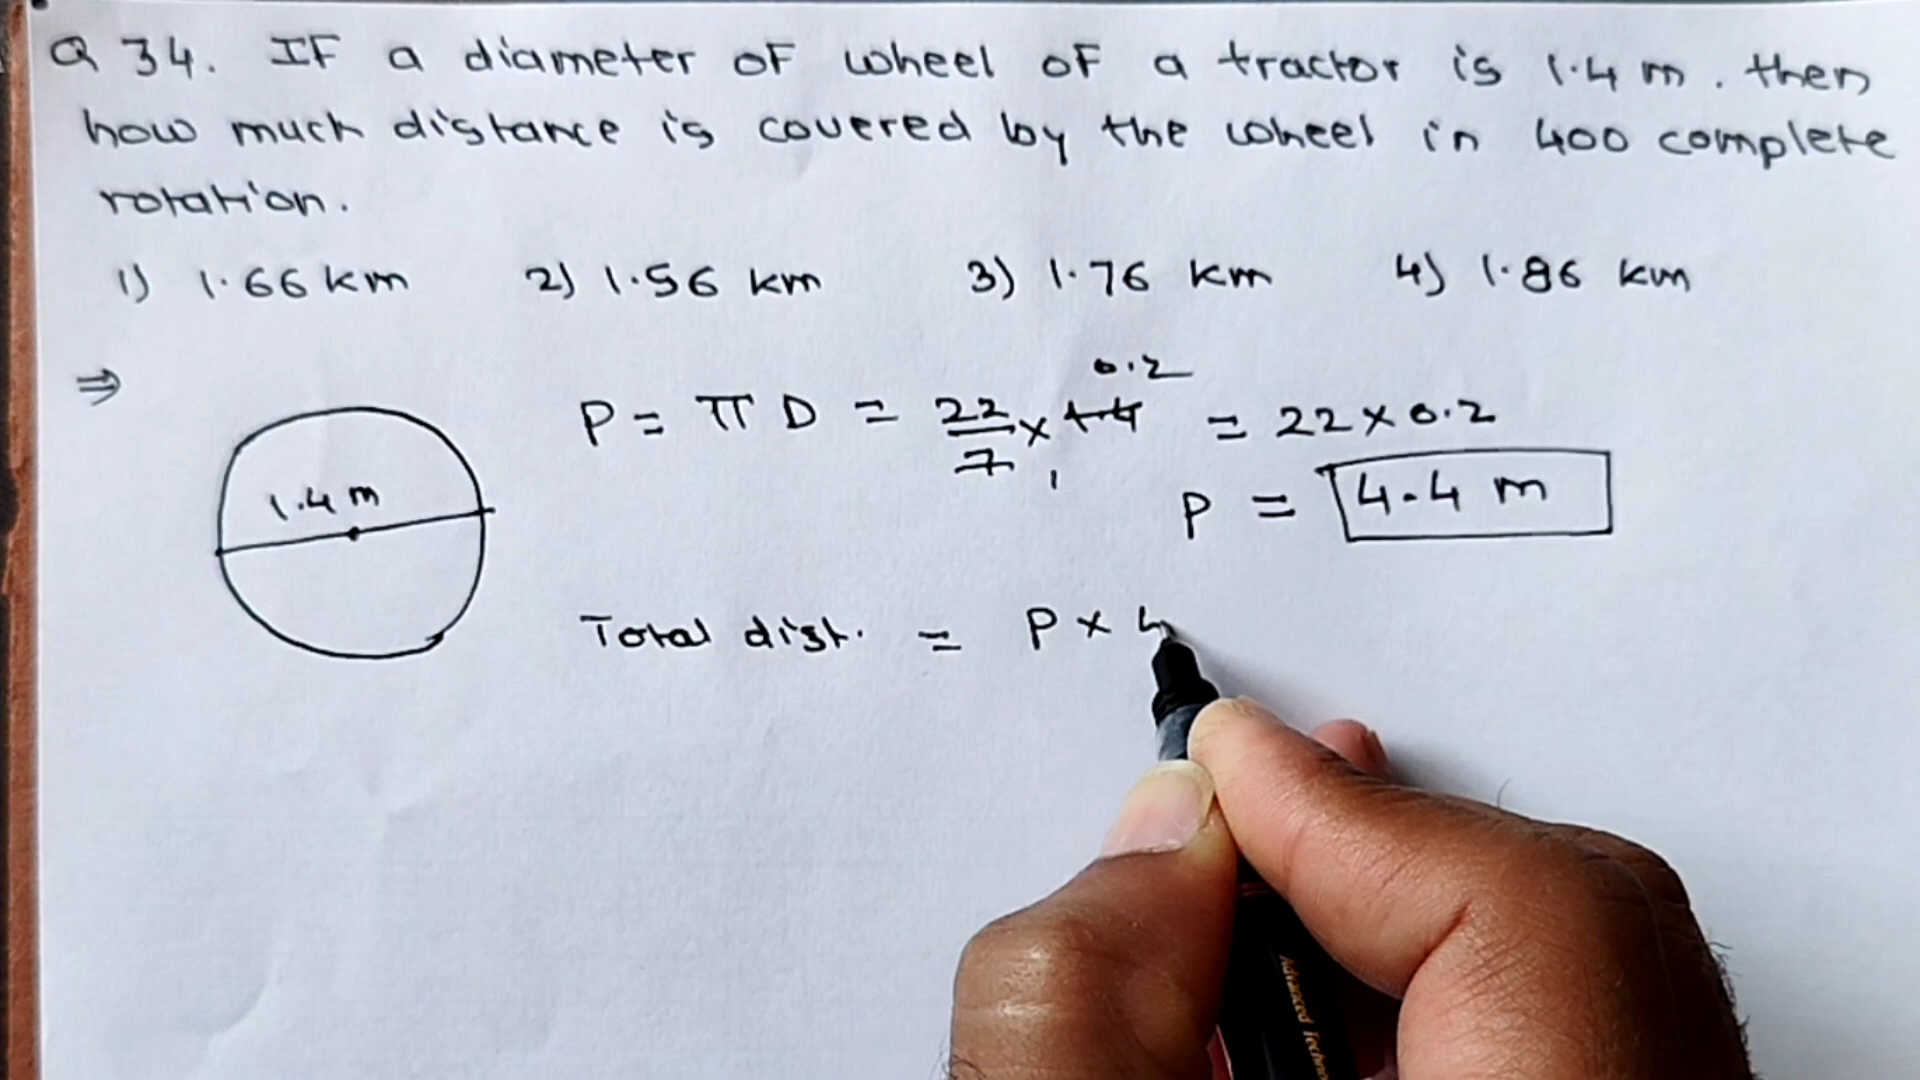 Q 34. IF a diameter OF wheel OF a tractor is 1.4 m. then
how much distance is covered by the wheel in 400 complete
rotation.
1) 1.66 km 2) 1.56 km 3) 1.76 km 4) 1.86 km
⇒
0.2
P = π D = 22/7 × 1.4 = 22 × 0.2
1
1.4 m
P = 4.4 m
Total dist. = P × 4
Advanced Techno